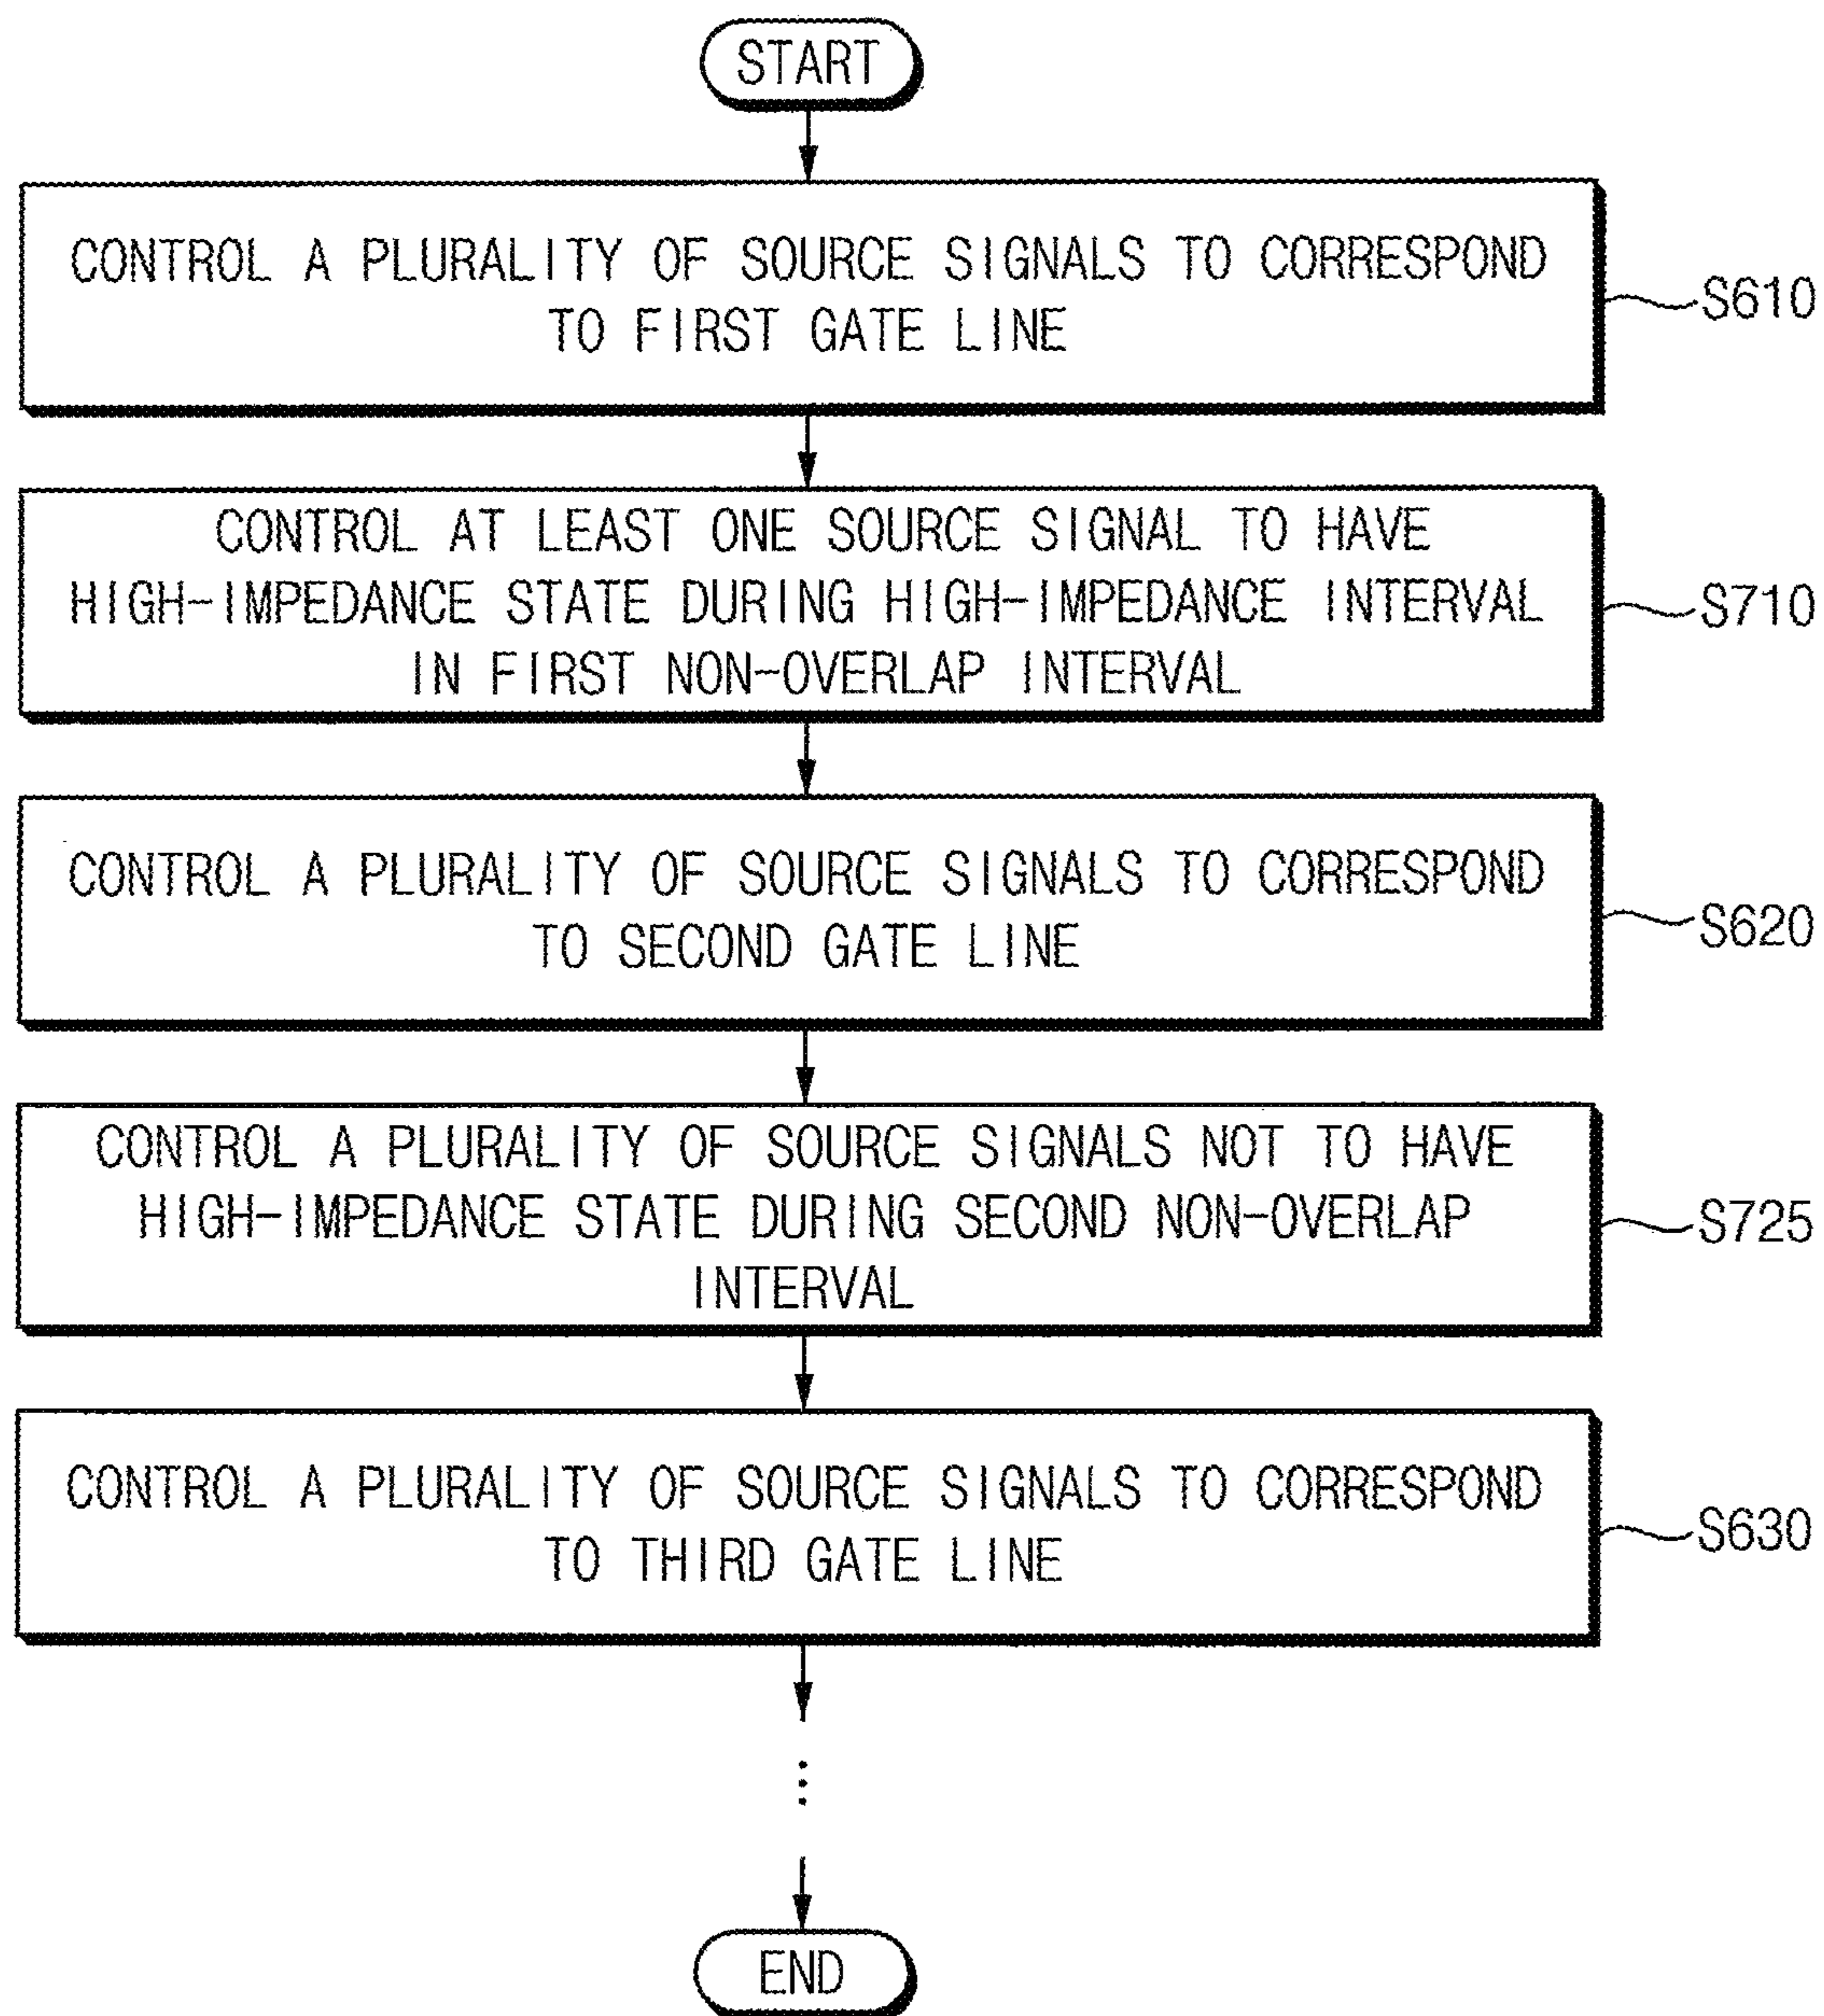 START
CONTROL A PLURALITY OF SOURCE SIGNALS TO CORRESPOND
TO FIRST GATE LINE
S610
CONTROL AT LEAST ONE SOURCE SIGNAL TO HAVE
HIGH-IMPEDANCE STATE DURING HIGH-IMPEDANCE INTERVAL
IN FIRST NON-OVERLAP INTERVAL
S710
CONTROL A PLURALITY OF SOURCE SIGNALS TO CORRESPOND
TO SECOND GATE LINE
S620
CONTROL A PLURALITY OF SOURCE SIGNALS NOT TO HAVE
HIGH-IMPEDANCE STATE DURING SECOND NON-OVERLAP
INTERVAL
S725
CONTROL A PLURALITY OF SOURCE SIGNALS TO CORRESPOND
TO THIRD GATE LINE
S630
END